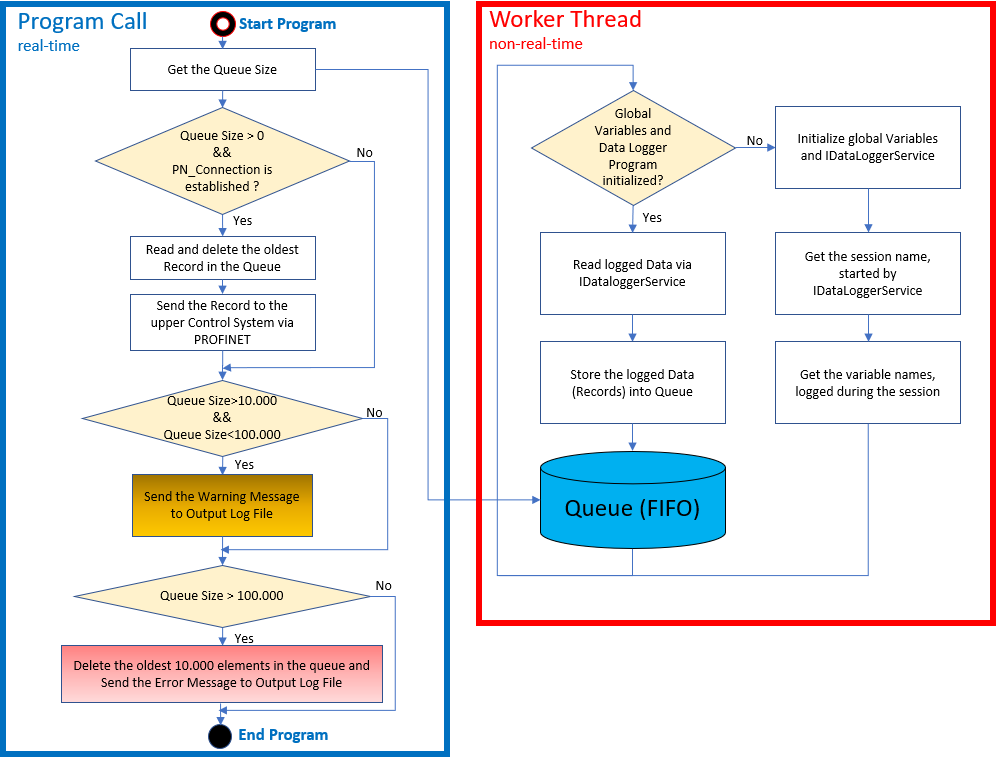 Program Call
real-time
Start Program
Get the Queue Size
Queue Size > 0
&&
PN_Connection is
established ?
No
Yes
Read and delete the oldest
Record in the Queue
Send the Record to the
upper Control System via
PROFINET
Queue Size>10.000
&&
Queue Size<100.000
No
Yes
Send the Warning Message
to Output Log File
Queue Size > 100.000
No
Yes
Delete the oldest 10.000 elements in the queue and
Send the Error Message to Output Log File
End Program
Worker Thread
non-real-time
Global
Variables and
Data Logger
Program
initialized?
No
Yes
Initialize global Variables
and IDataLoggerService
Read logged Data via
IDataloggerService
Get the session name,
started by
IDataLoggerService
Store the logged Data
(Records) into Queue
Get the variable names,
logged during the session
Queue (FIFO)